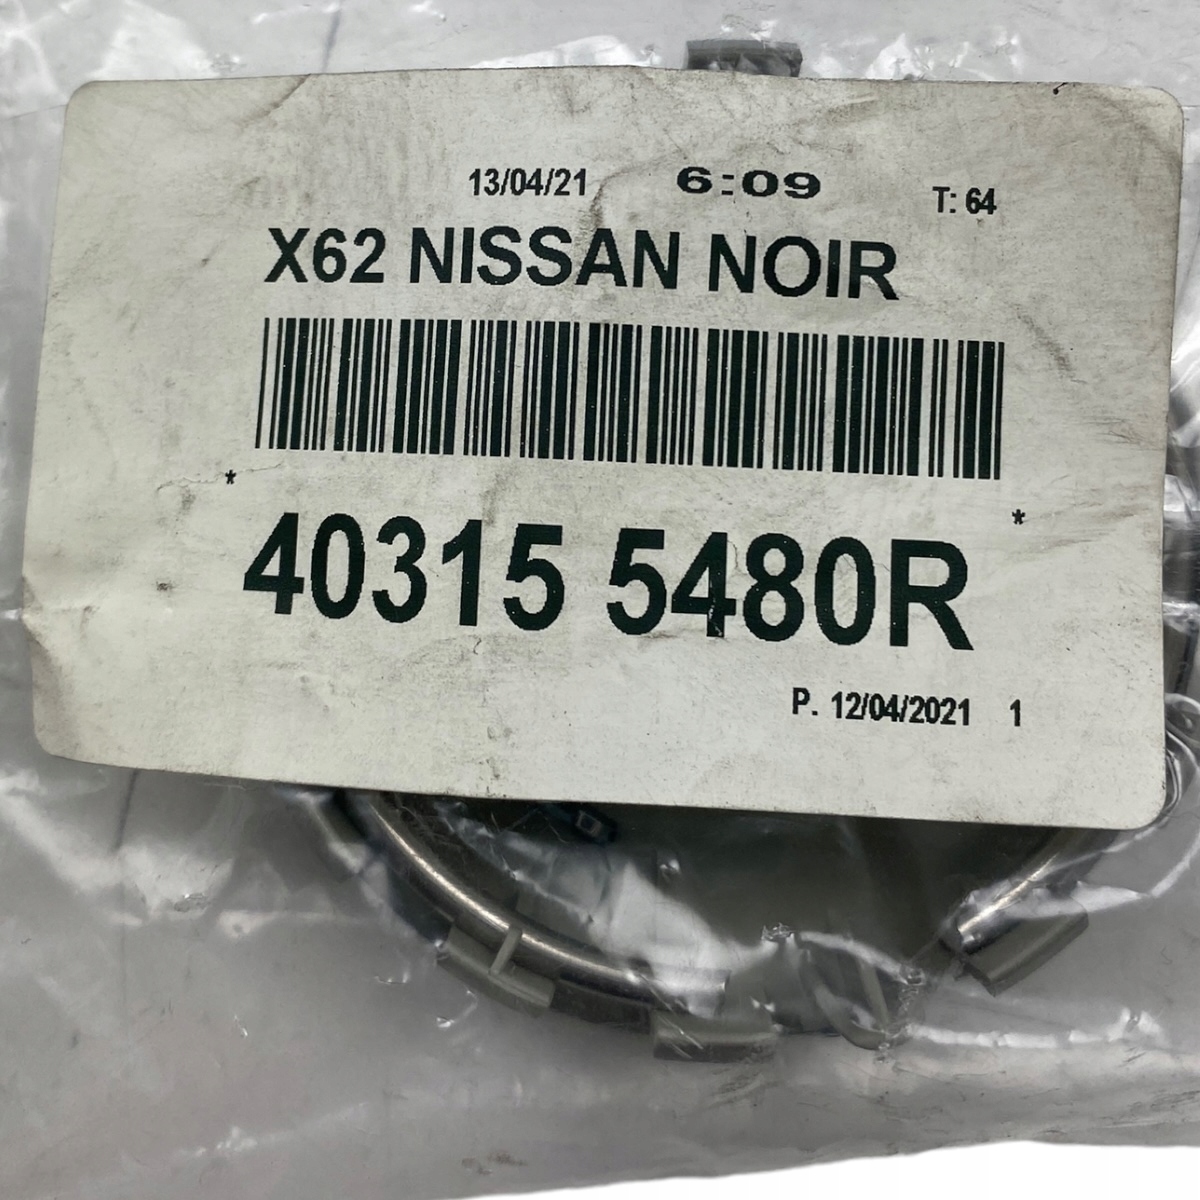 13/04/21 6:09 T: 64
X62 NISSAN NOIR
* *
40315 5480R
P. 12/04/2021 1